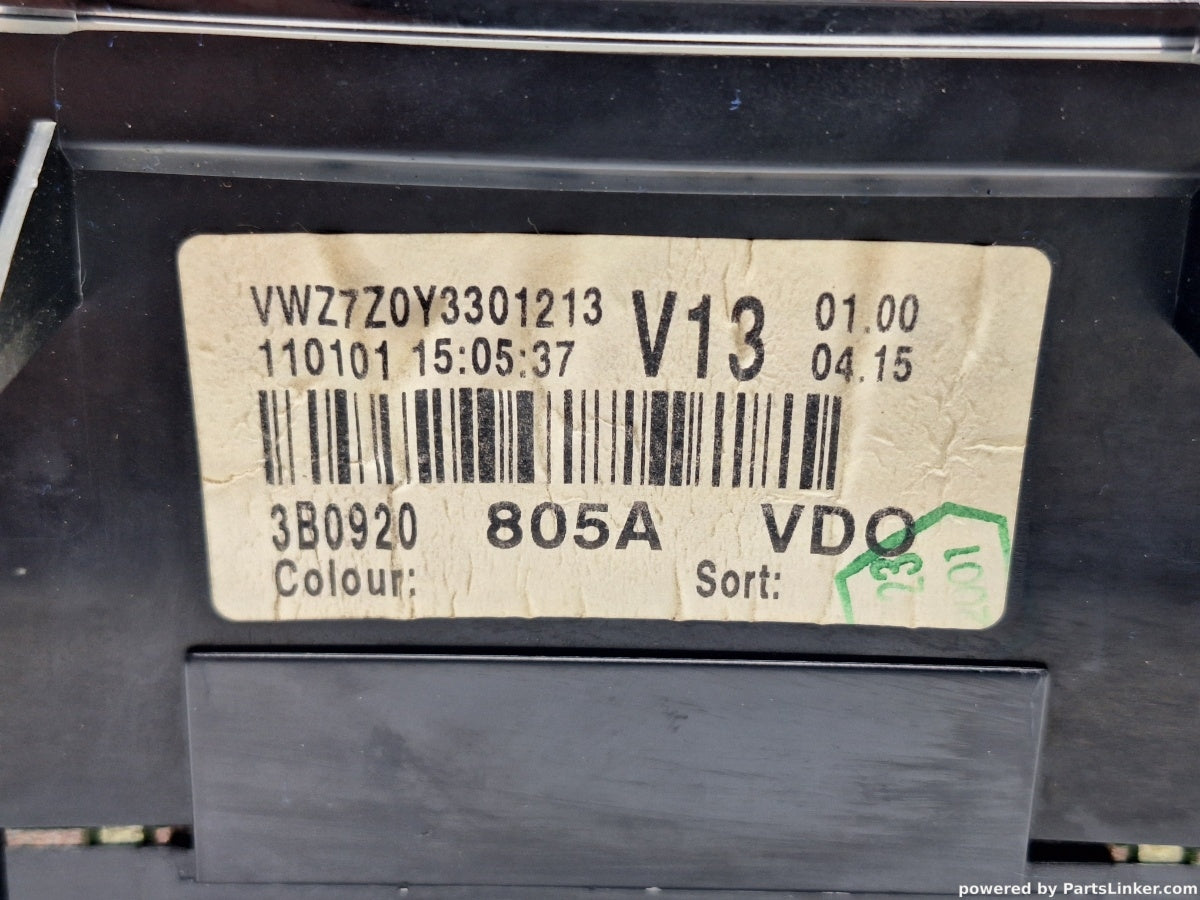 VWZ7Z0Y3301213 V13 01.00
110101 15:05:37 04.15
3B0920 805A VDO
Colour: Sort:
23
powered by PartsLinker.com